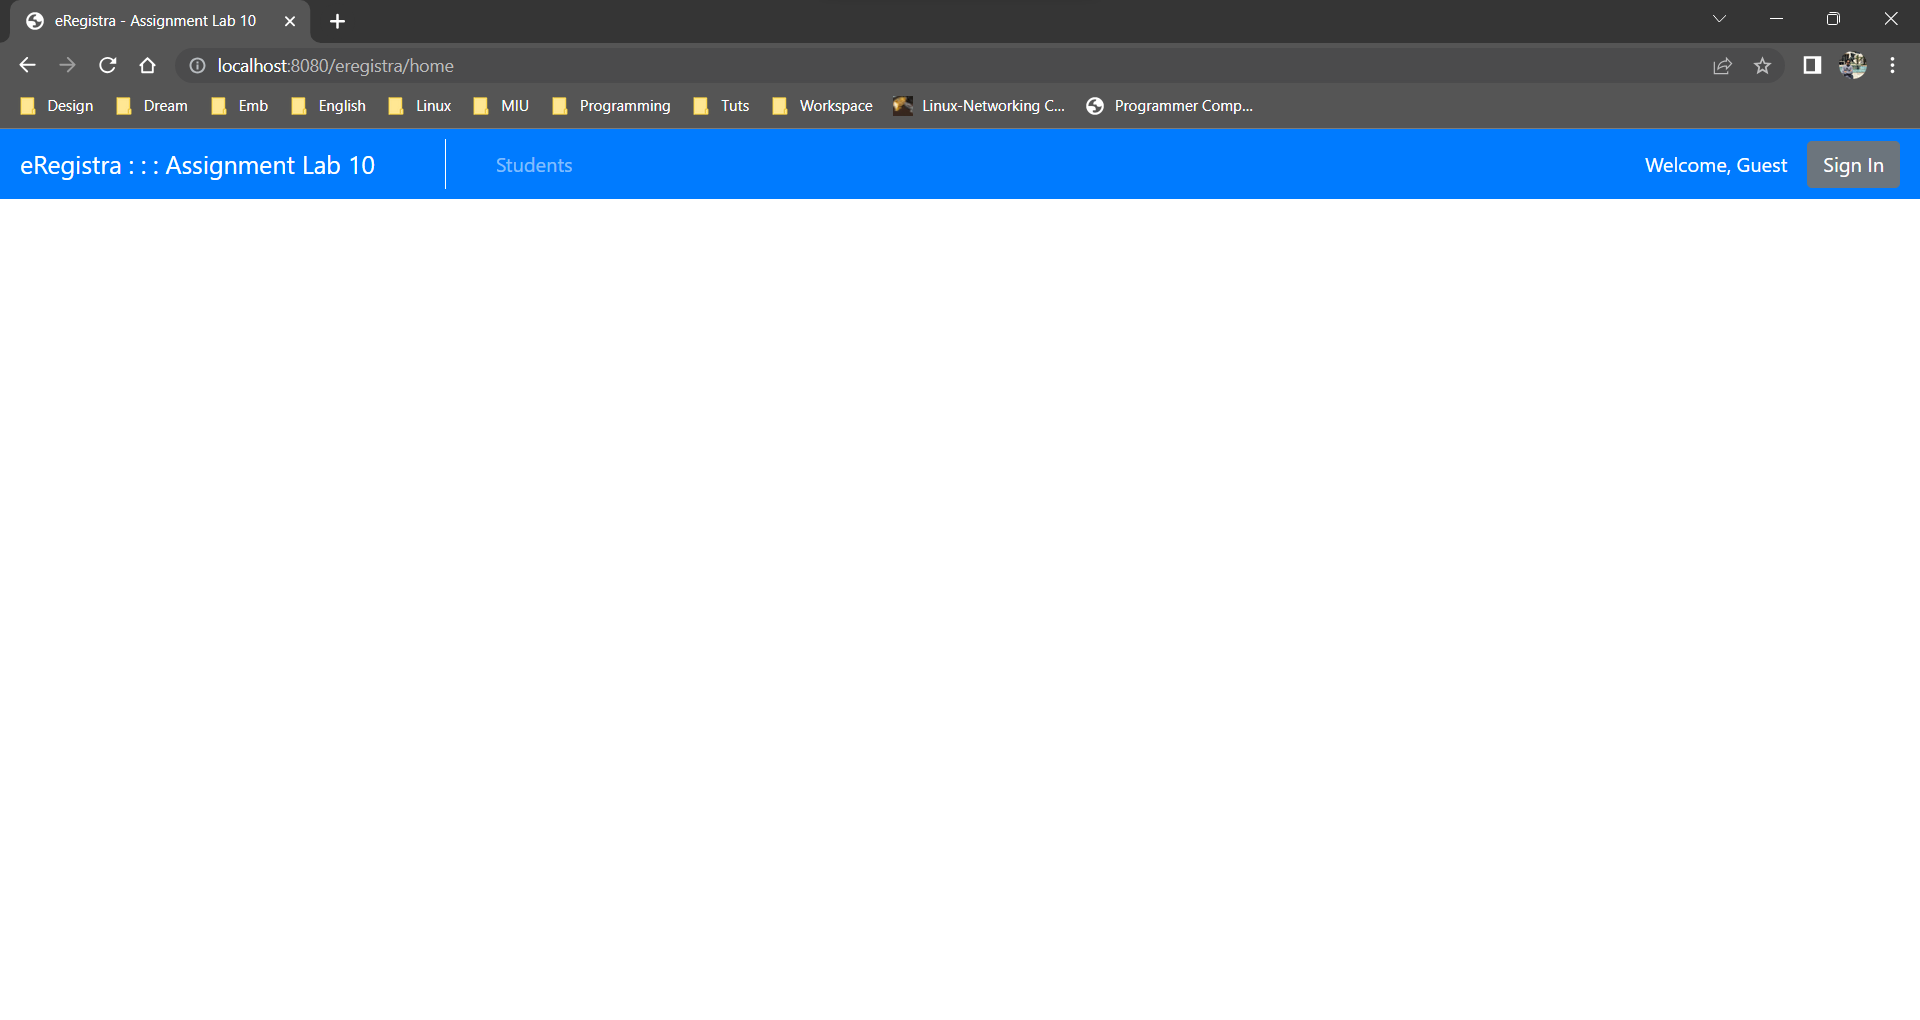 eRegistra - Assignment Lab 10
localhost:8080/eregistra/home
Design Dream Emb English Linux MIU Programming Tuts Workspace Linux-Networking C... Programmer Comp...
eRegistra : : : Assignment Lab 10 Students Welcome, Guest Sign In